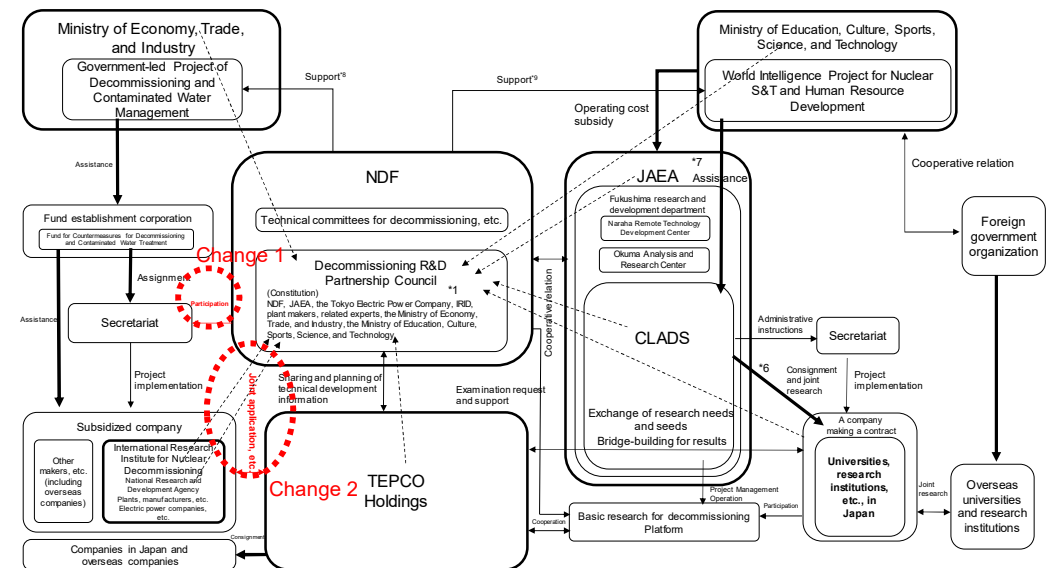 Ministry of Economy, Trade,
and Industry
Government-led Project of
Decommissioning and
Contaminated Water
Management
Support*8
Support*9
Ministry of Education, Culture, Sports,
Science, and Technology
World Intelligence Project for Nuclear
S&T and Human Resource
Development
Operating cost
subsidy
Assistance
Cooperative relation
NDF
Technical committees for decommissioning, etc.
Decommissioning R&D
Partnership Council
*1
(Constitution)
NDF, JAEA, the Tokyo Electric Power Company, IRID,
plant makers, related experts, the Ministry of Economy,
Trade, and Industry, the Ministry of Education, Culture,
Sports, Science, and Technology
JAEA
*7
Assistance
Fukushima research and
development department
Naraha Remote Technology
Development Center
Okuma Analysis and
Research Center
CLADS
Exchange of research needs
and seeds
Bridge-building for results
Foreign
government
organization
Fund establishment corporation
Fund for Countermeasures for Decommissioning
and Contaminated Water Treatment
Change 1
Participation
Assignment
Assistance
Secretariat
Project
implementation
Cooperative relation
Administrative
instructions
Secretariat
*6
Consignment
and joint
research
Project
implementation
Sharing and planning of
technical development
information
Examination request
and support
Joint application, etc.
Subsidized company
Other
makers, etc.
(including
overseas
companies)
International Research
Institute for Nuclear
Decommissioning
National Research and
Development Agency
Plants, manufacturers, etc.
Electric power companies,
etc.
Change 2
TEPCO
Holdings
A company
making a contract
Universities,
research
institutions,
etc., in
Japan
Joint
research
Overseas
universities
and research
institutions
Project Management
Operation
Participation
Cooperation
Basic research for decommissioning
Platform
Consignment
Companies in Japan and
overseas companies